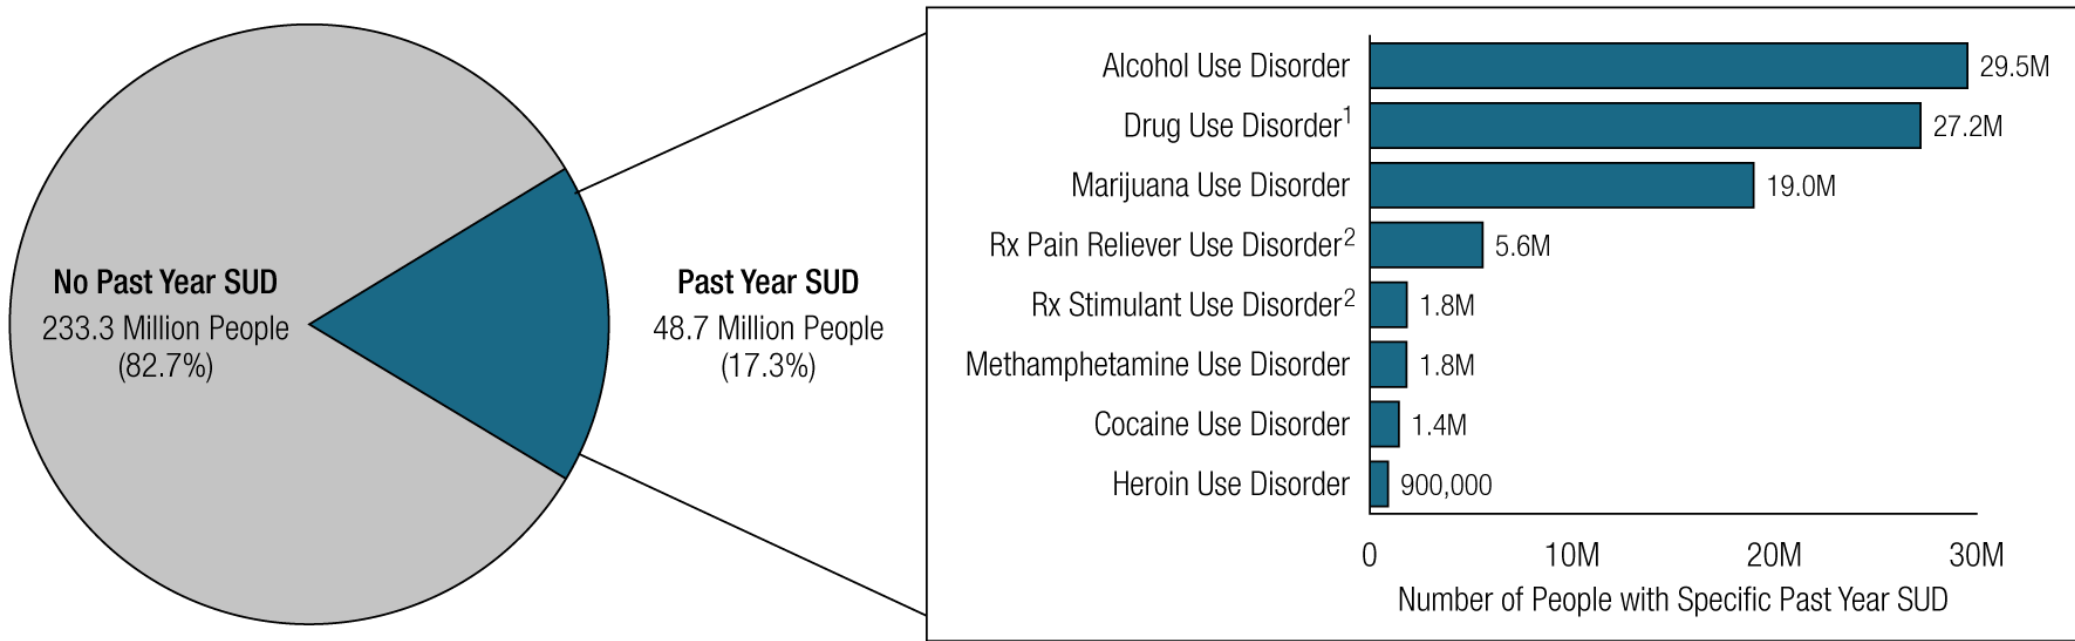 No Past Year SUD
233.3 Million People
(82.7%)
Past Year SUD
48.7 Million People
(17.3%)
Alcohol Use Disorder 29.5M
Drug Use Disorder¹ 27.2M
Marijuana Use Disorder 19.0M
Rx Pain Reliever Use Disorder² 5.6M
Rx Stimulant Use Disorder² 1.8M
Methamphetamine Use Disorder 1.8M
Cocaine Use Disorder 1.4M
Heroin Use Disorder 900,000
0 10M 20M 30M
Number of People with Specific Past Year SUD